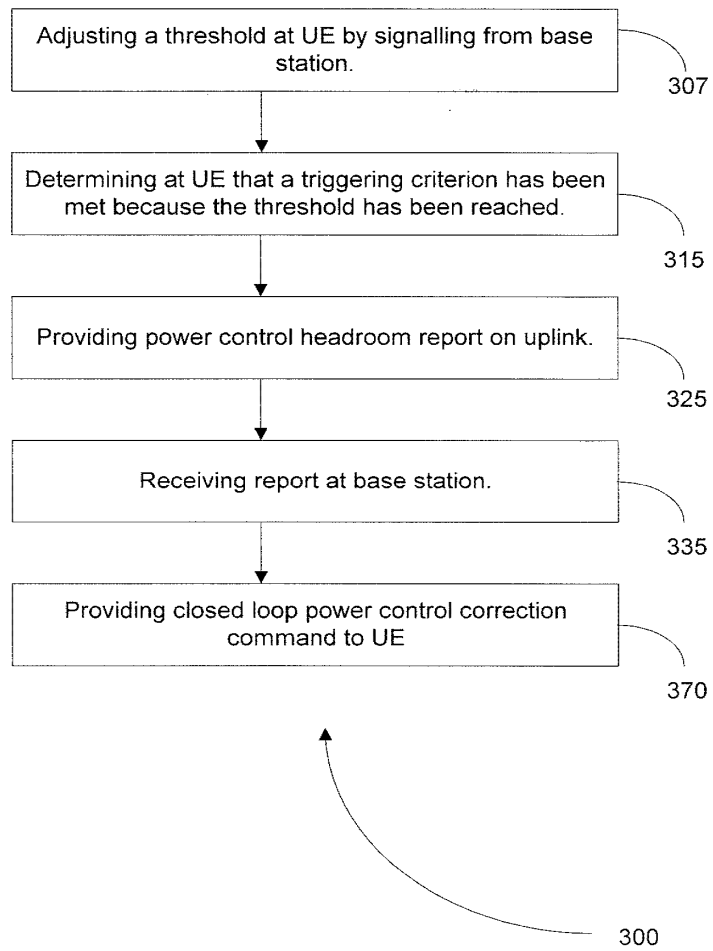 Adjusting a threshold at UE by signalling from base
station.
307
Determining at UE that a triggering criterion has been
met because the threshold has been reached.
315
Providing power control headroom report on uplink.
325
Receiving report at base station.
335
Providing closed loop power control correction
command to UE
370
300